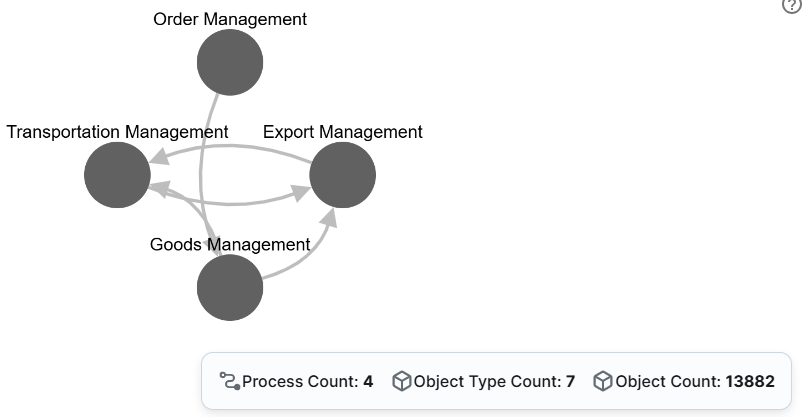 Order Management
Transportation Management
Export Management
Goods Management
Process Count: 4 Object Type Count: 7 Object Count: 13882
?